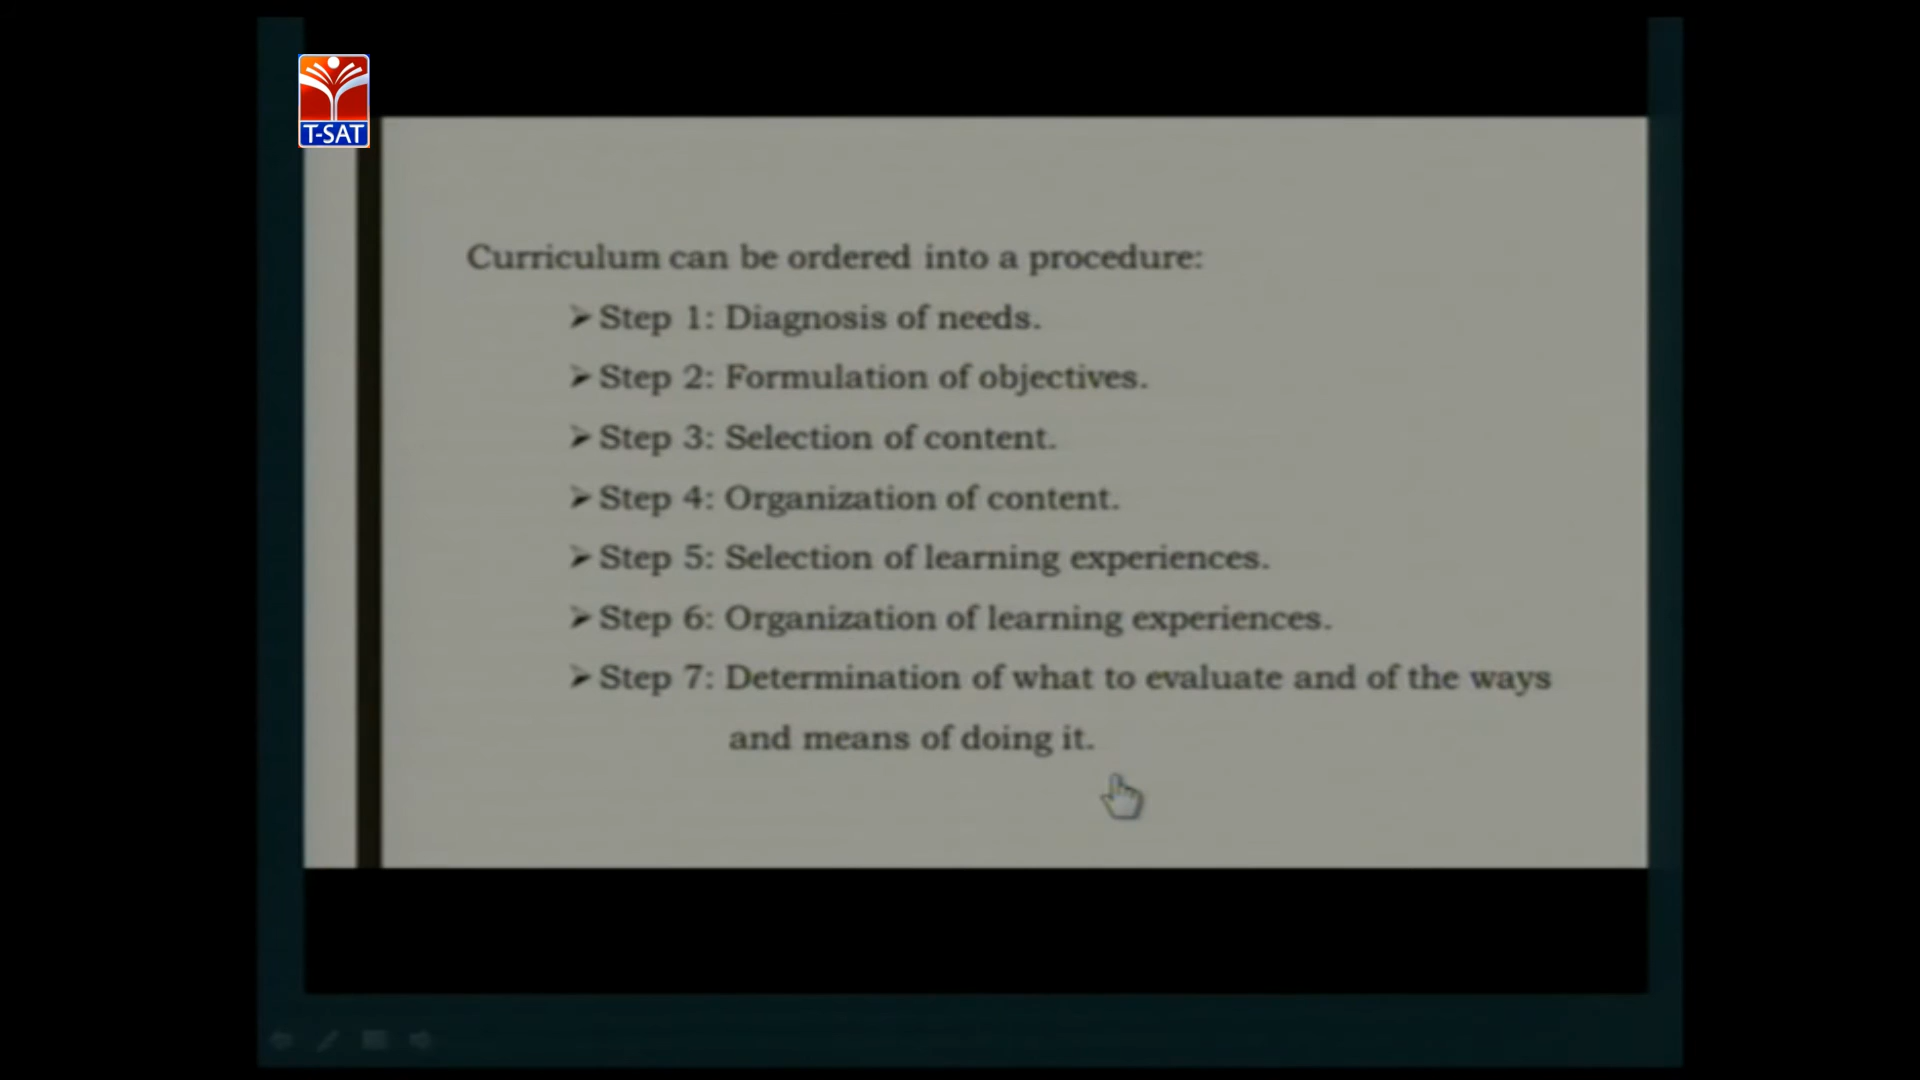 T-SAT
Curriculum can be ordered into a procedure:
➢ Step 1: Diagnosis of needs.
➢ Step 2: Formulation of objectives.
➢ Step 3: Selection of content.
➢ Step 4: Organization of content.
➢ Step 5: Selection of learning experiences.
➢ Step 6: Organization of learning experiences.
➢ Step 7: Determination of what to evaluate and of the ways
and means of doing it.